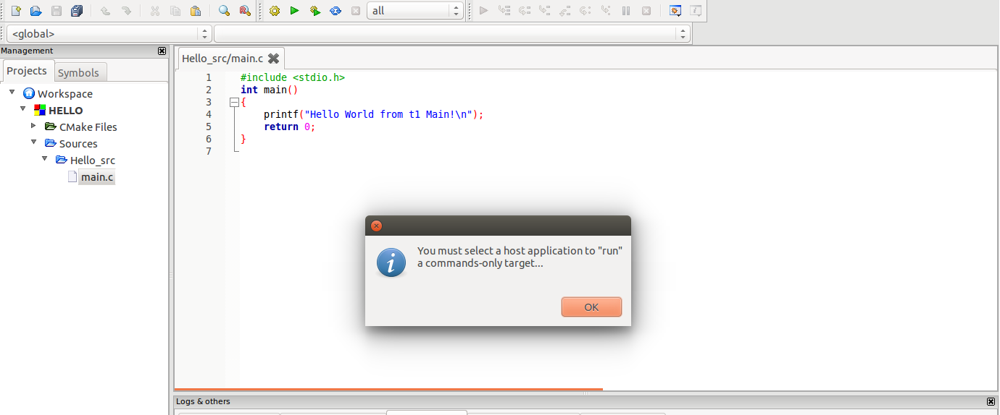 all
<global>
Management
Projects
Symbols
Workspace
HELLO
CMake Files
Sources
Hello_src
main.c
Hello_src/main.c
1 #include <stdio.h>
2 int main()
3 {
4 printf("Hello World from t1 Main!\n");
5 return 0;
6 }
7
You must select a host application to "run"
a commands-only target...
OK
Logs & others